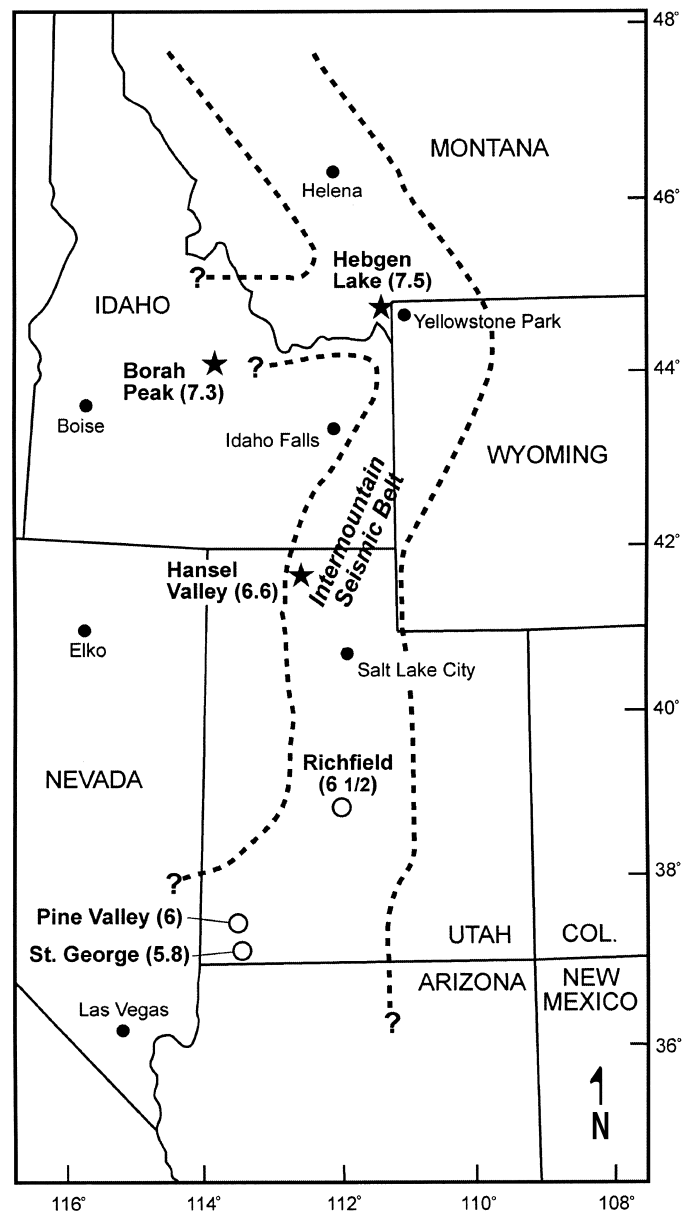 48°
MONTANA
Helena
46°
Hebgen
Lake (7.5)
?
IDAHO
Yellowstone Park
Borah
Peak (7.3)
?
44°
Boise
Idaho Falls
WYOMING
Intermountain
Seismic Belt
42°
Hansel
Valley (6.6)
Elko
Salt Lake City
40°
Richfield
(6 1/2)
NEVADA
38°
?
Pine Valley (6)
UTAH
COL.
St. George (5.8)
ARIZONA
NEW
MEXICO
Las Vegas
?
36°
N
116°
114°
112°
110°
108°